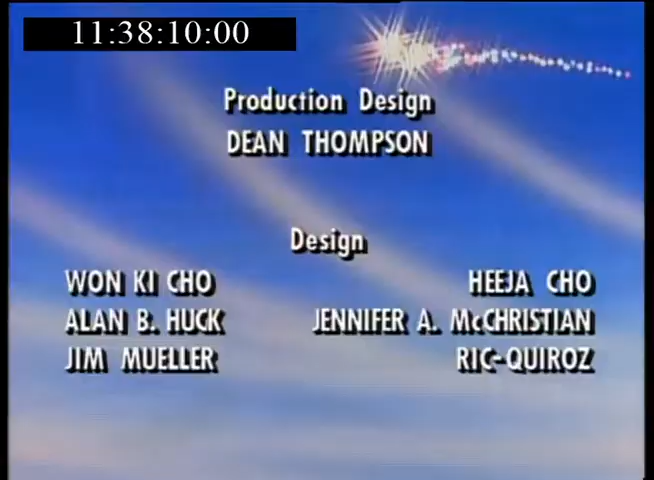 11:38:10:00
Production Design
DEAN THOMPSON
Design
WON KI CHO HEEJA CHO
ALAN B. HUCK JENNIFER A. McCHRISTIAN
JIM MUELLER RIC-QUIROZ